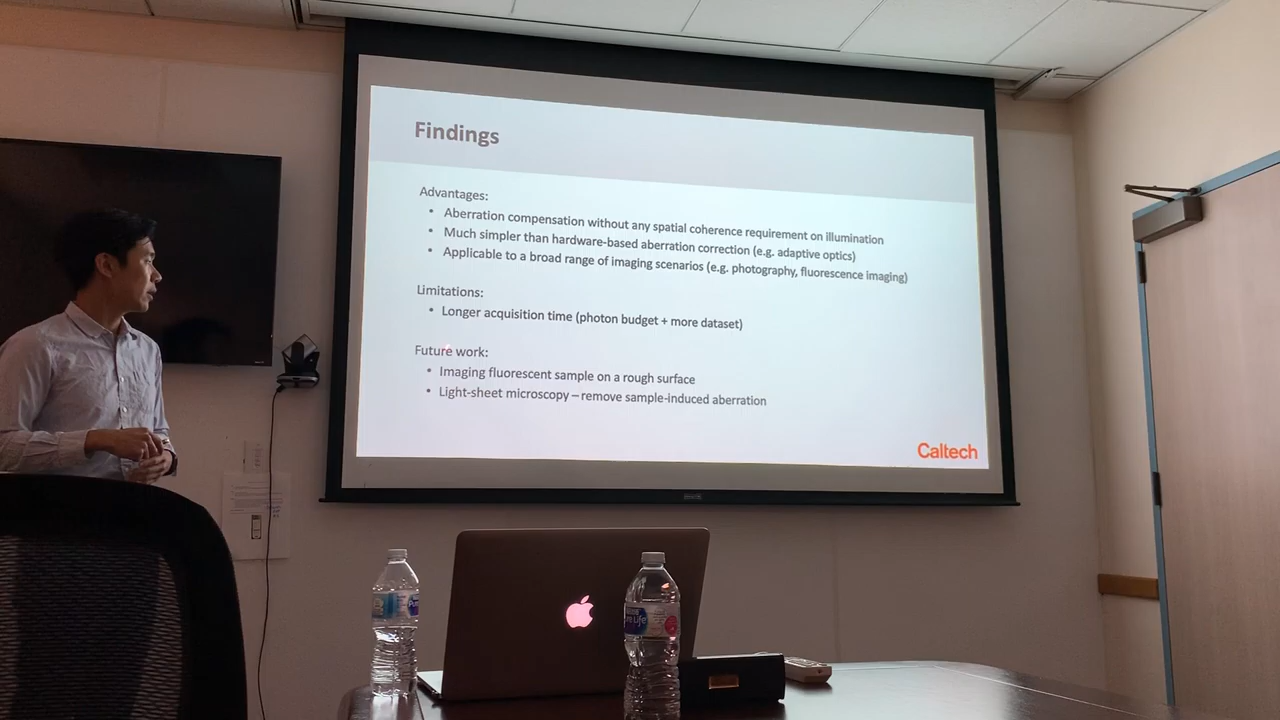 Findings
Advantages:
• Aberration compensation without any spatial coherence requirement on illumination
• Much simpler than hardware-based aberration correction (e.g. adaptive optics)
• Applicable to a broad range of imaging scenarios (e.g. photography, fluorescence imaging)
Limitations:
• Longer acquisition time (photon budget + more dataset)
Future work:
• Imaging fluorescent sample on a rough surface
• Light-sheet microscopy – remove sample-induced aberration
Caltech
Life